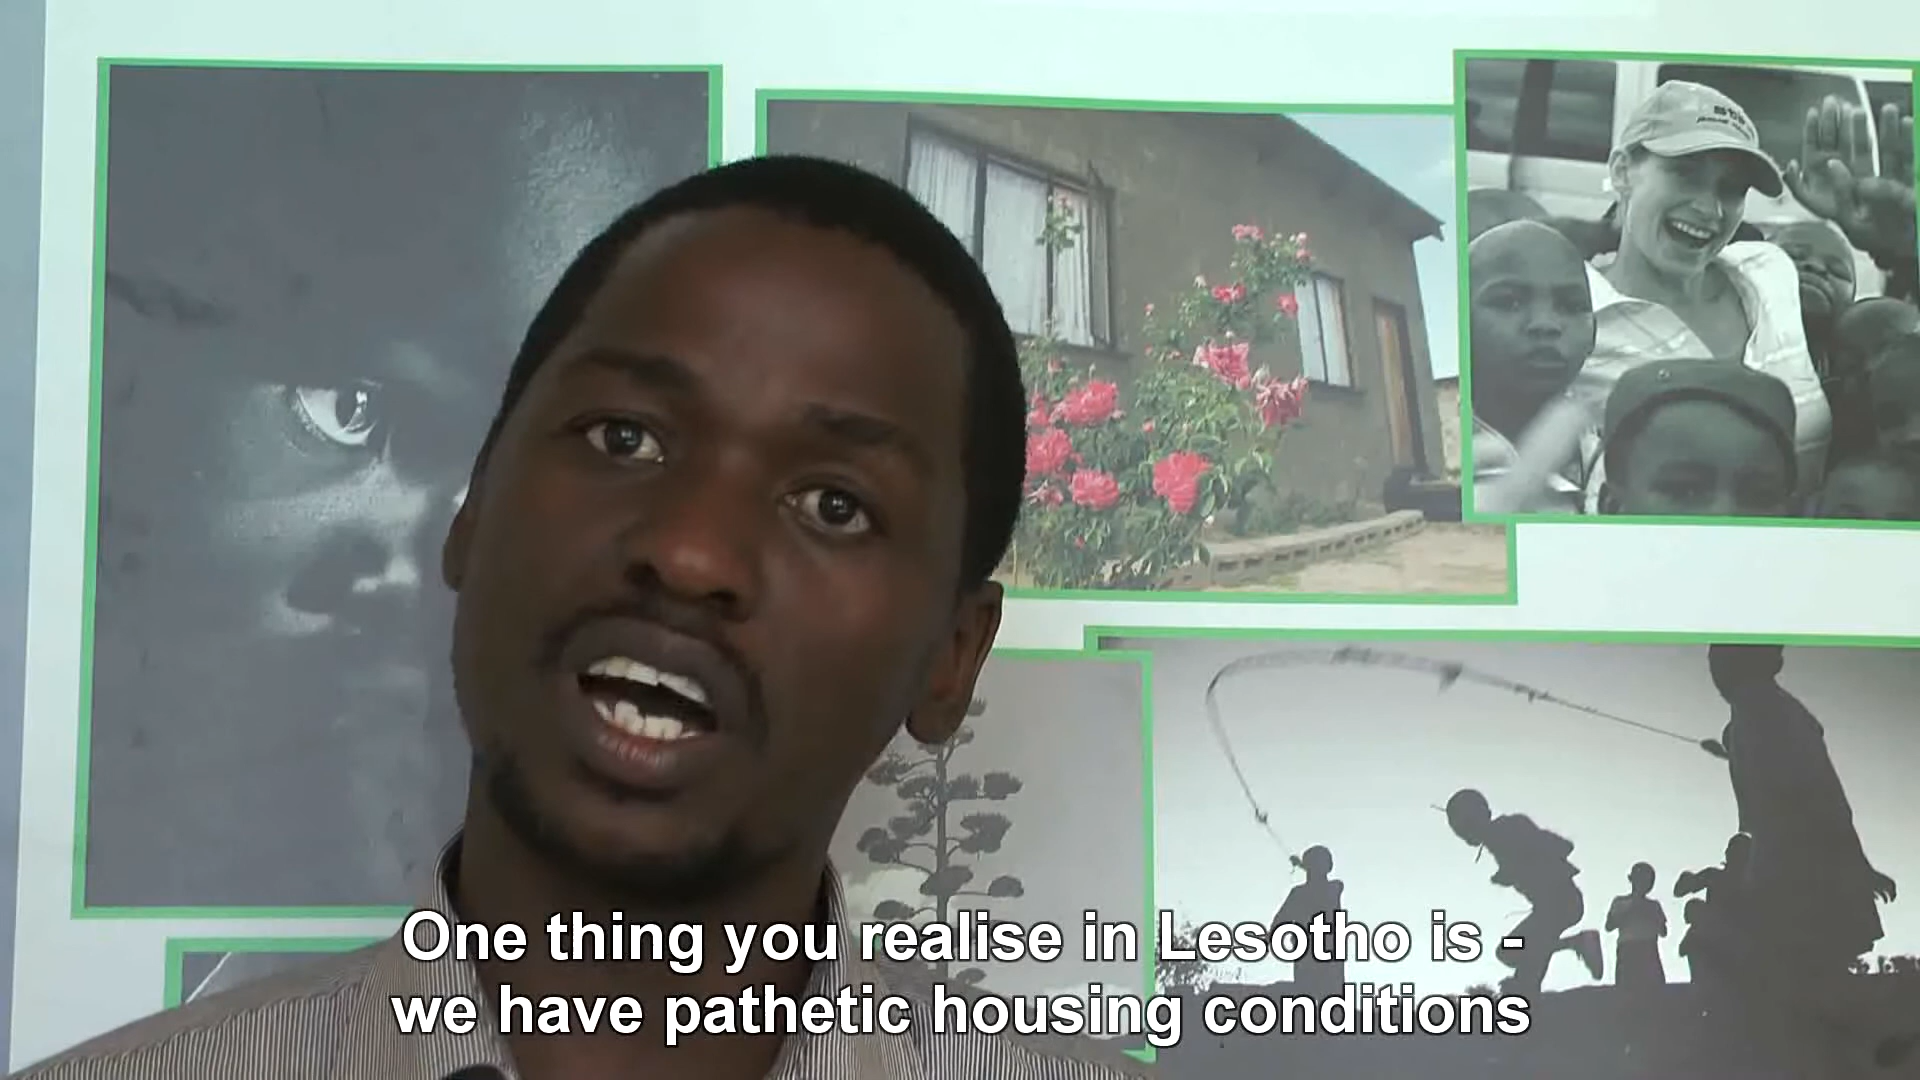 One thing you realise in Lesotho is -
we have pathetic housing conditions